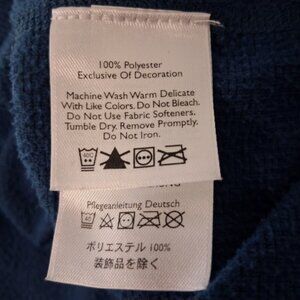 100% Polyester
Exclusive Of Decoration
Machine Wash Warm Delicate
With Like Colors. Do Not Bleach.
Do Not Use Fabric Softeners.
Tumble Dry. Remove Promptly.
Do Not Iron.
Pflegeanleitung Deutsch
ポリエステル 100%
装飾品を除く